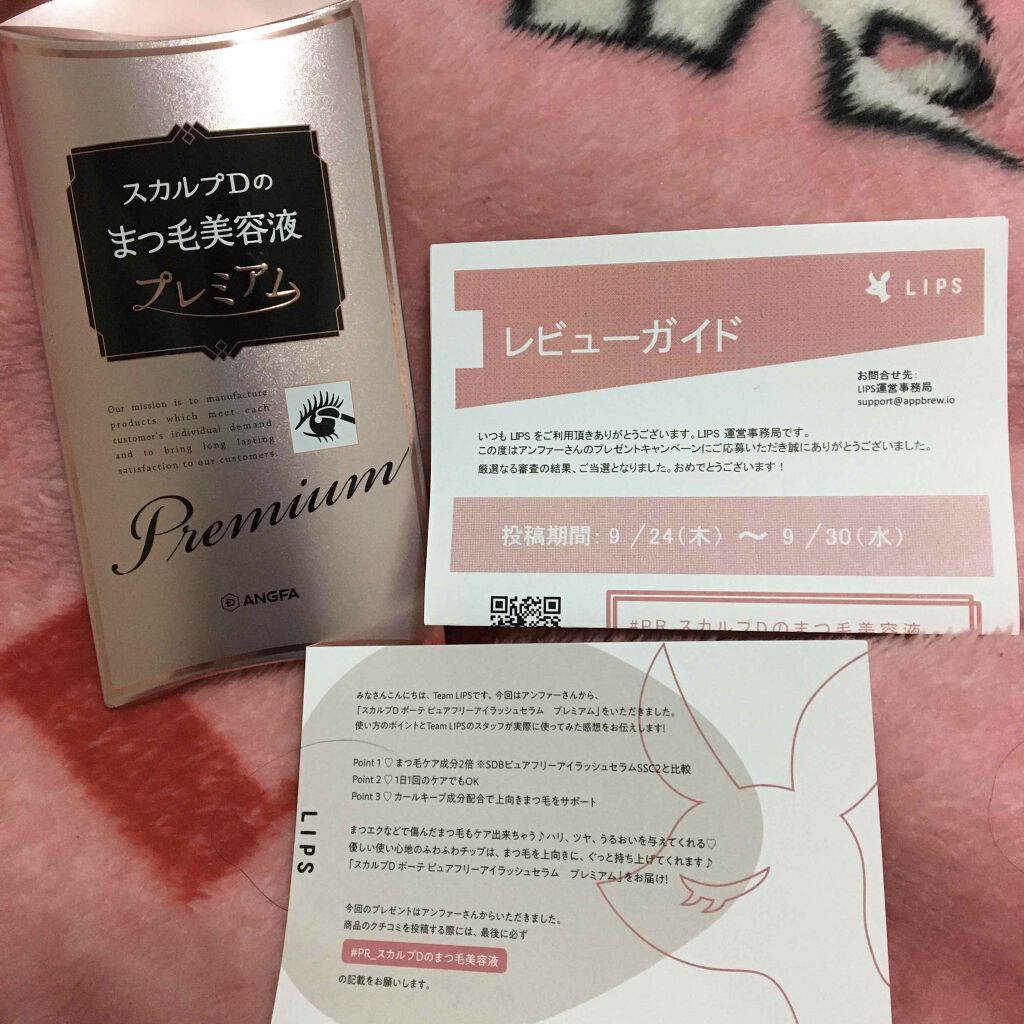 スカルプDの
まつ毛美容液
プレミアム
Our mission is to manufacture
products which meet each
customer's individual demand
and to bring long lasting
satisfaction to our customers.
Premium
ANGFA
LIPS
レビューガイド
お問合せ先:
LIPS運営事務局
support@appbrew.io
いつも LIPS をご利用頂きありがとうございます。LIPS 運営事務局です。
この度はアンファーさんのプレゼントキャンペーンにご応募いただき誠にありがとうございました。
厳選なる審査の結果、ご当選となりました。おめでとうございます！
投稿期間: 9 /24(木) ～ 9 /30(水)
#PR_スカルプDのまつ毛美容液
みなさんこんにちは、Team LIPSです。今回はアンファーさんから、
「スカルプD ボーテ ピュアフリーアイラッシュセラム プレミアム」をいただきました。
使い方のポイントとTeam LIPSのスタッフが実際に使ってみた感想をお伝えします!
Point 1 ♡ まつ毛ケア成分2倍 ※SDBピュアフリーアイラッシュセラムSSC2と比較
Point 2 ♡ 1日1回のケアでもOK
Point 3 ♡ カールキープ成分配合で上向きまつ毛をサポート
LIPS
まつエクなどで傷んだまつ毛もケア出来ちゃう♪ハリ、ツヤ、うるおいを与えてくれる♡
優しい使い心地のふわふわチップは、まつ毛を上向きに、ぐっと持ち上げてくれます♪
「スカルプD ボーテ ピュアフリーアイラッシュセラム プレミアム」をお届け!
今回のプレゼントはアンファーさんからいただきました。
商品のクチコミを投稿する際には、最後に必ず
#PR_スカルプDのまつ毛美容液
の記載をお願いします。